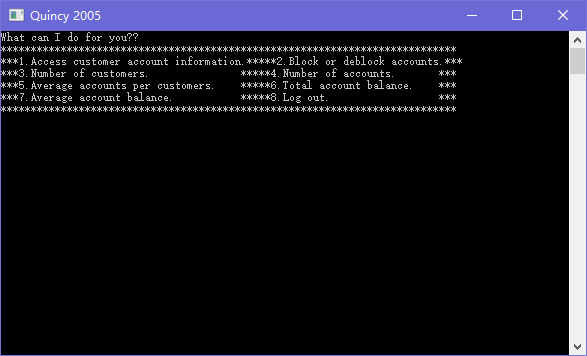 Quincy 2005
What can I do for you??
****************************************************************************
***1.Access customer account information.*****2.Block or deblock accounts.***
***3.Number of customers.               *****4.Number of accounts.       ***
***5.Average accounts per customers.    *****6.Total account balance.    ***
***7.Average account balance.           *****8.Log out.                  ***
****************************************************************************